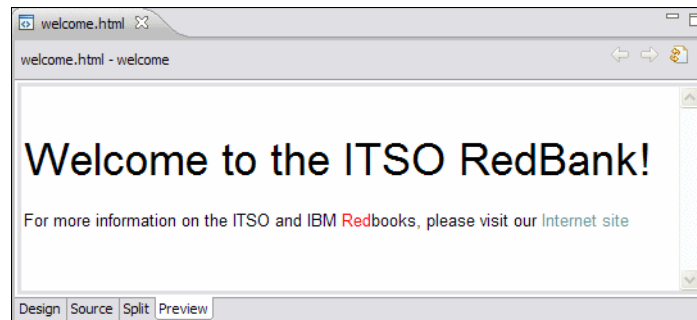 welcome.html
welcome.html - welcome
Welcome to the ITSO RedBank!
For more information on the ITSO and IBM Redbooks, please visit our Internet site
Design Source Split Preview